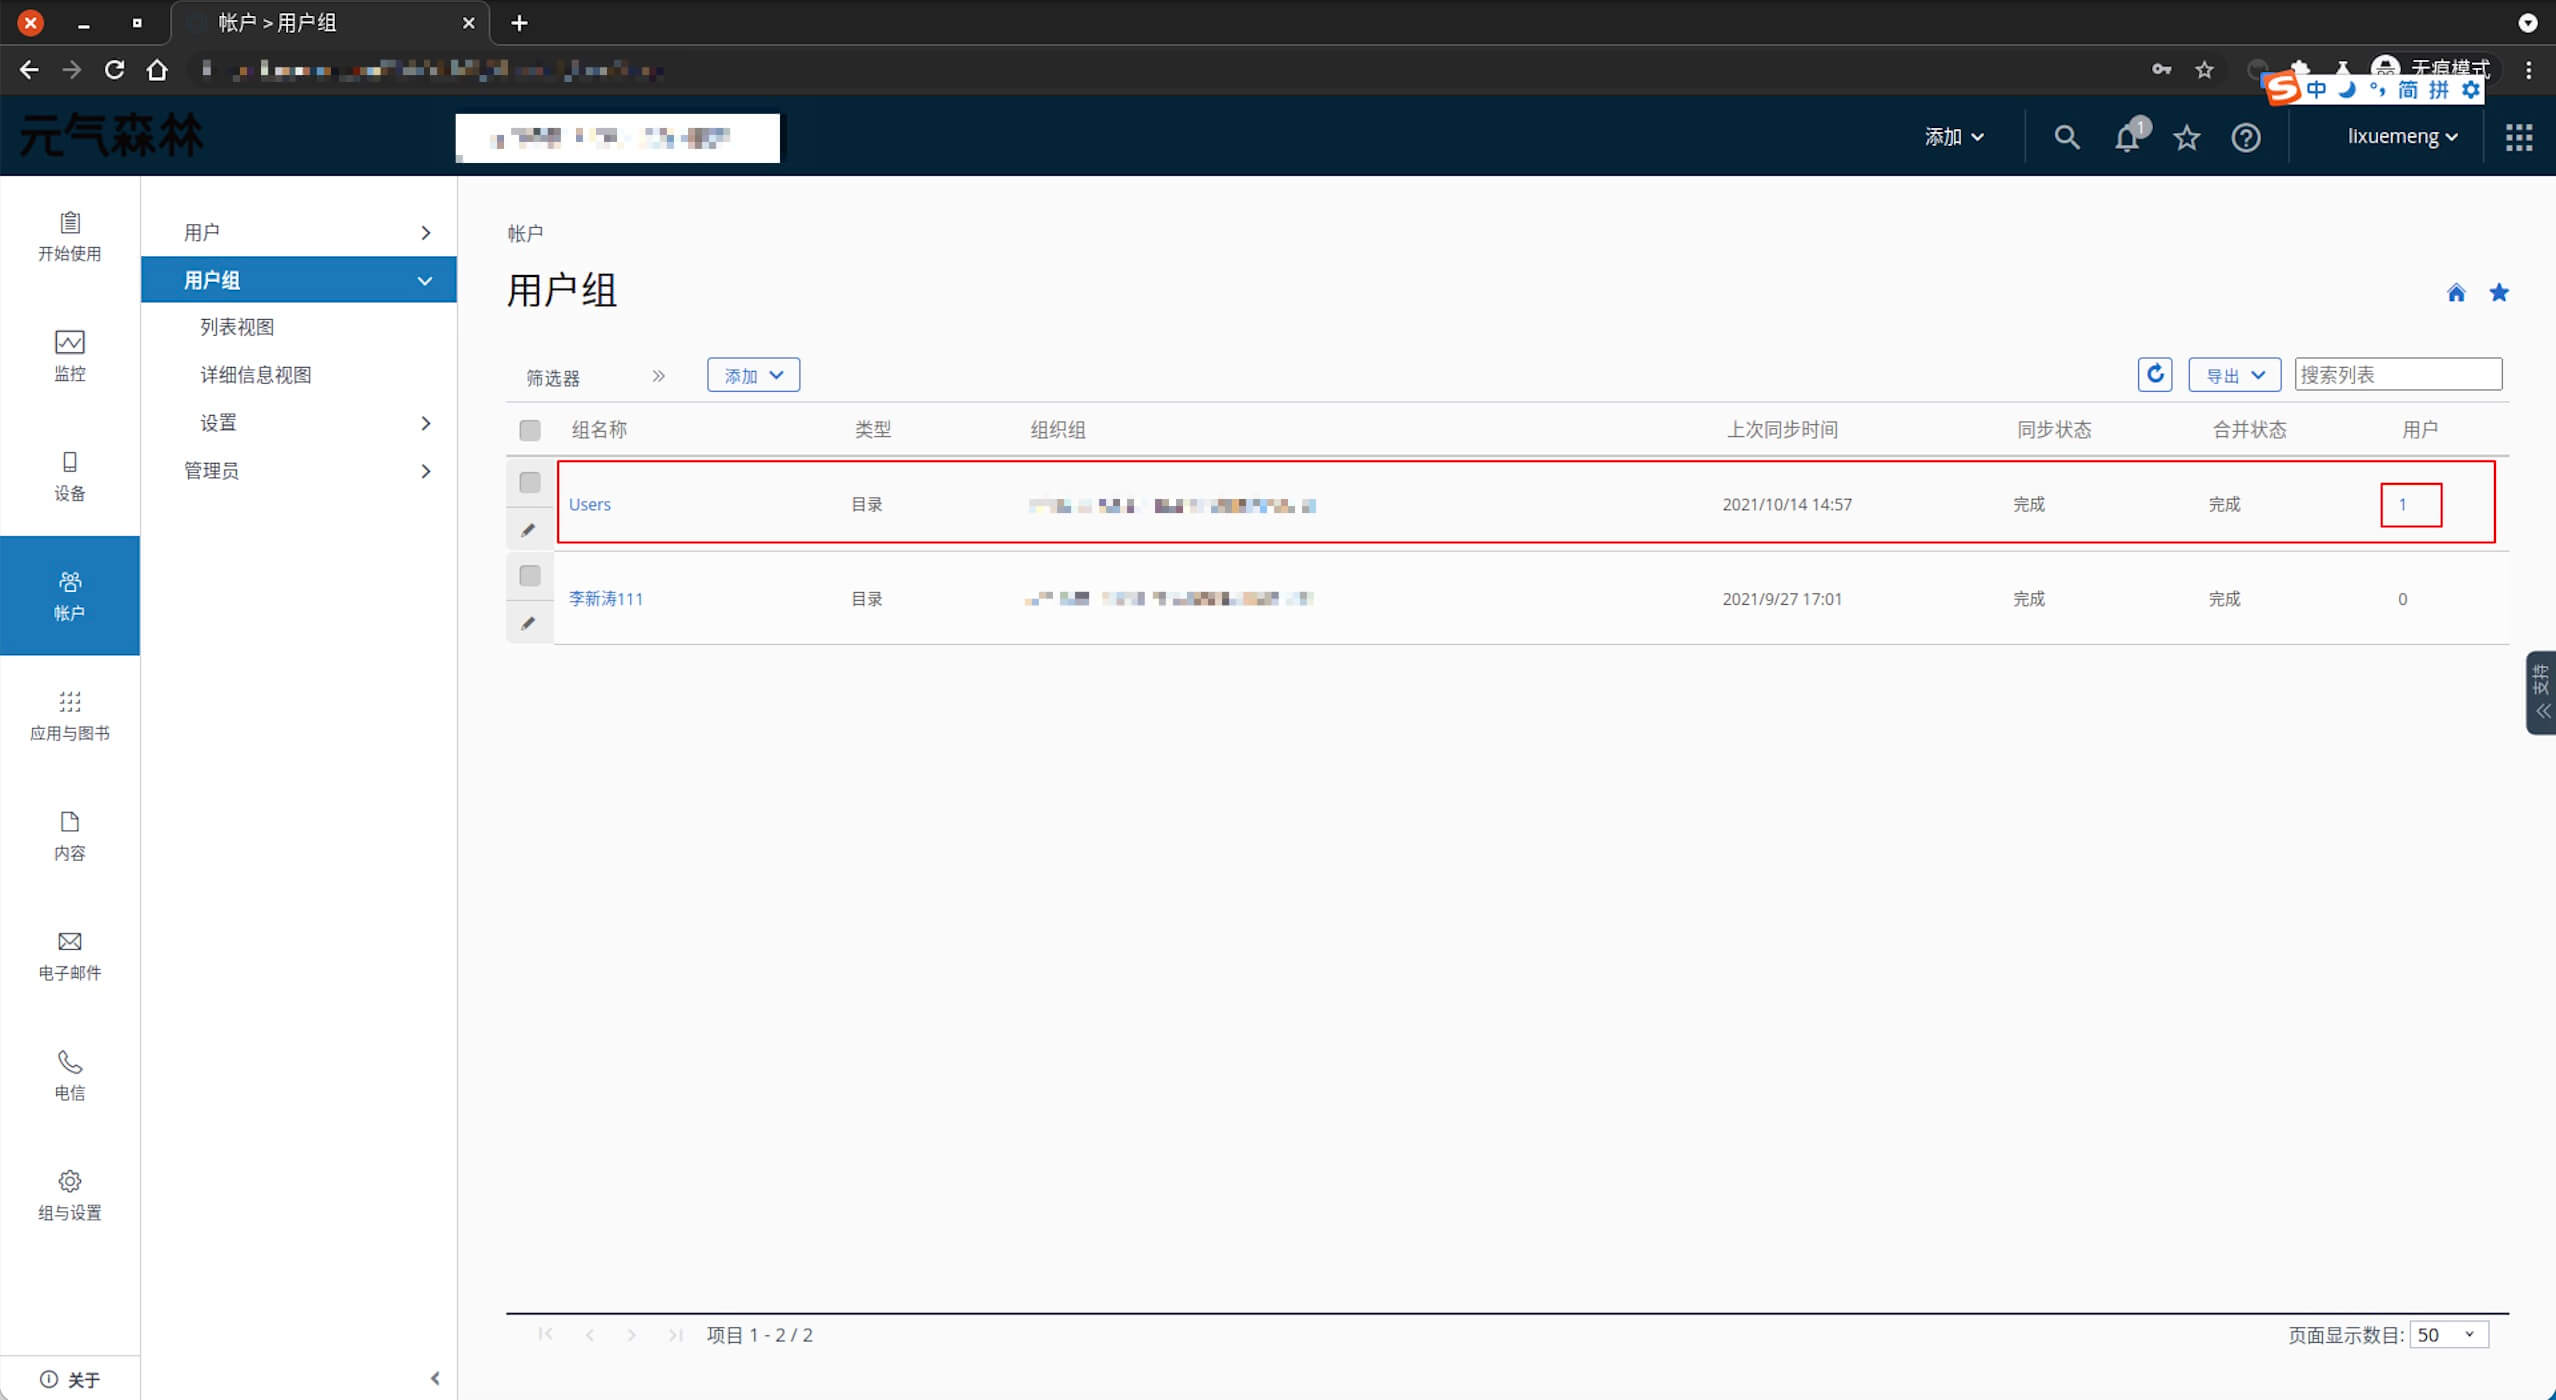 帐户 > 用户组
无痕模式
中 简 拼
元气森林
添加
1
lixuemeng
开始使用
监控
设备
帐户
应用与图书
内容
电子邮件
电信
组与设置
关于
用户
用户组
列表视图
详细信息视图
设置
管理员
帐户
用户组
筛选器
添加
导出
搜索列表
组名称 类型 组织组 上次同步时间 同步状态 合并状态 用户
Users 目录 2021/10/14 14:57 完成 完成 1
李新涛111 目录 2021/9/27 17:01 完成 完成 0
支持
项目 1 - 2 / 2
页面显示数目: 50